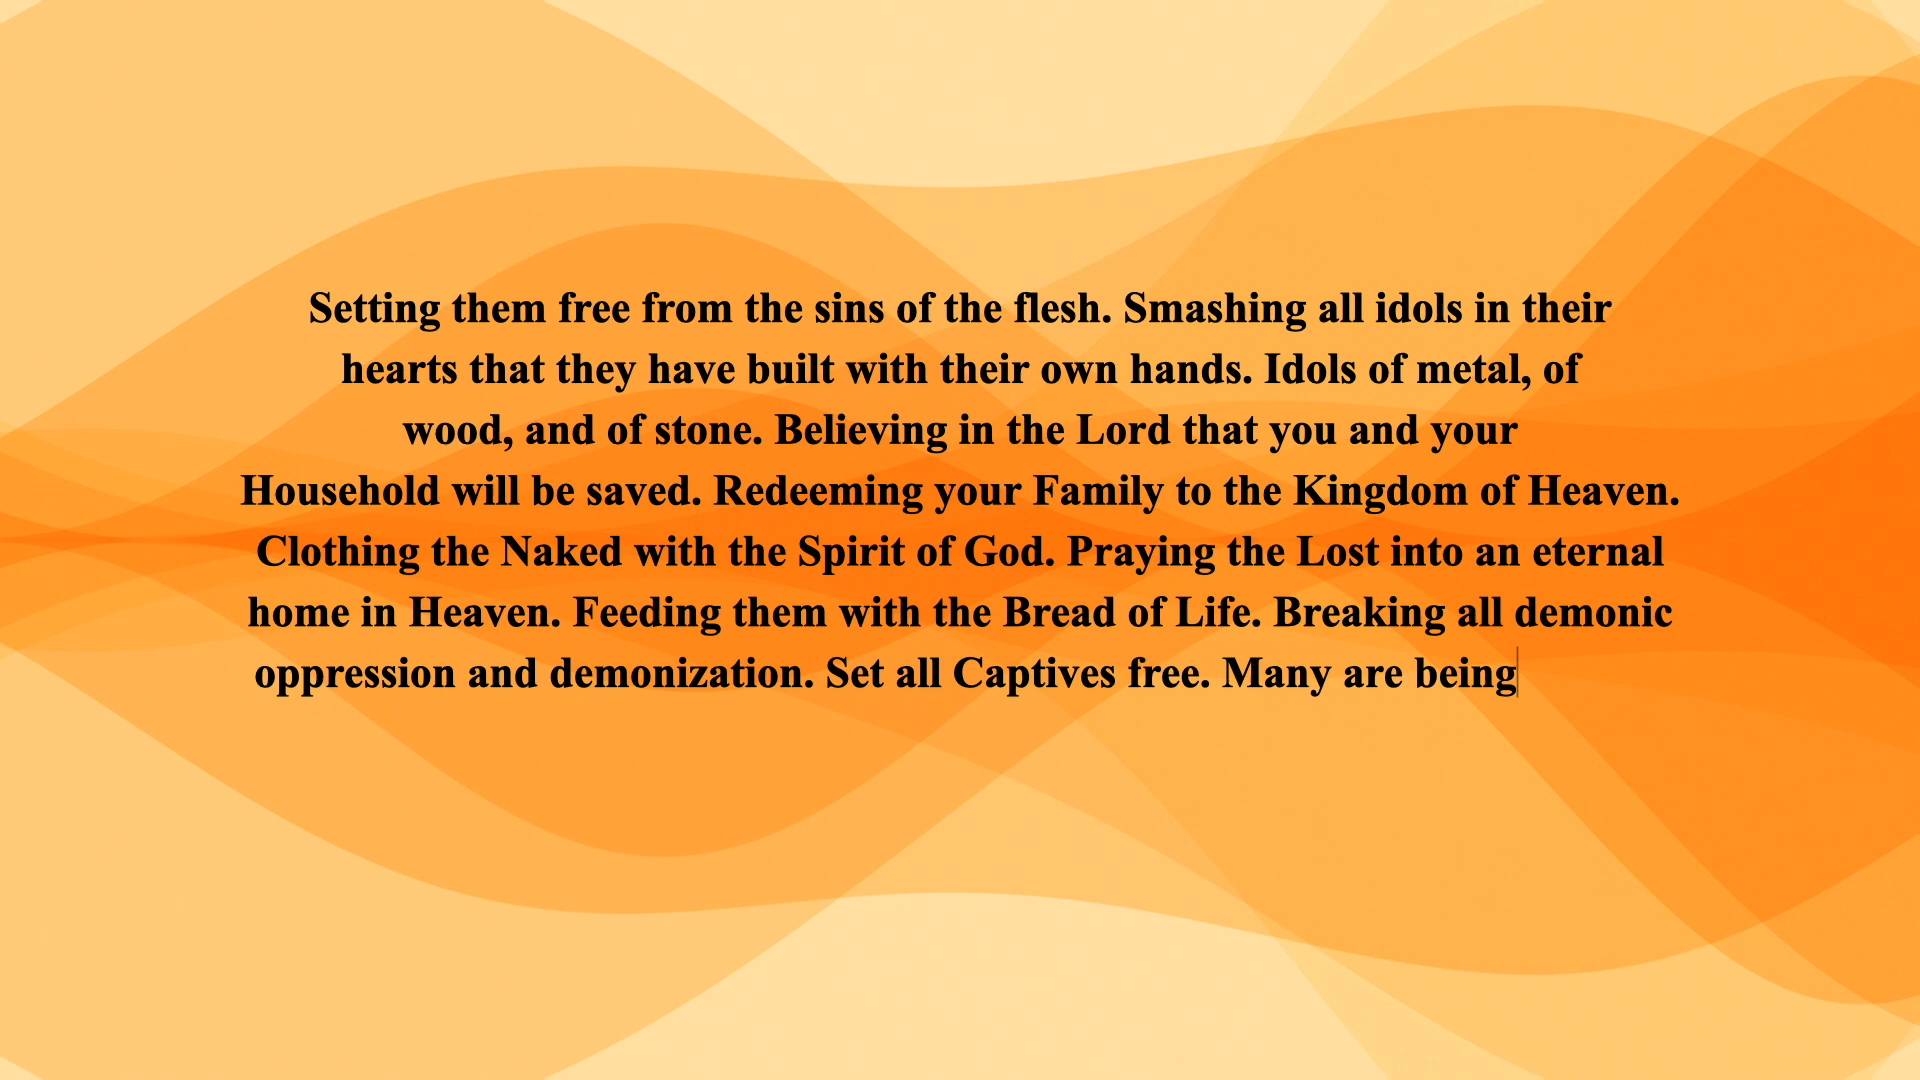 Setting them free from the sins of the flesh. Smashing all idols in their
hearts that they have built with their own hands. Idols of metal, of
wood, and of stone. Believing in the Lord that you and your
Household will be saved. Redeeming your Family to the Kingdom of Heaven.
Clothing the Naked with the Spirit of God. Praying the Lost into an eternal
home in Heaven. Feeding them with the Bread of Life. Breaking all demonic
oppression and demonization. Set all Captives free. Many are being